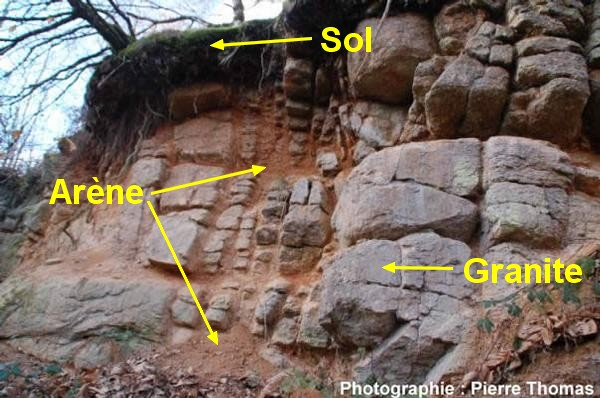 Sol
Arène
Granite
Photographie : Pierre Thomas